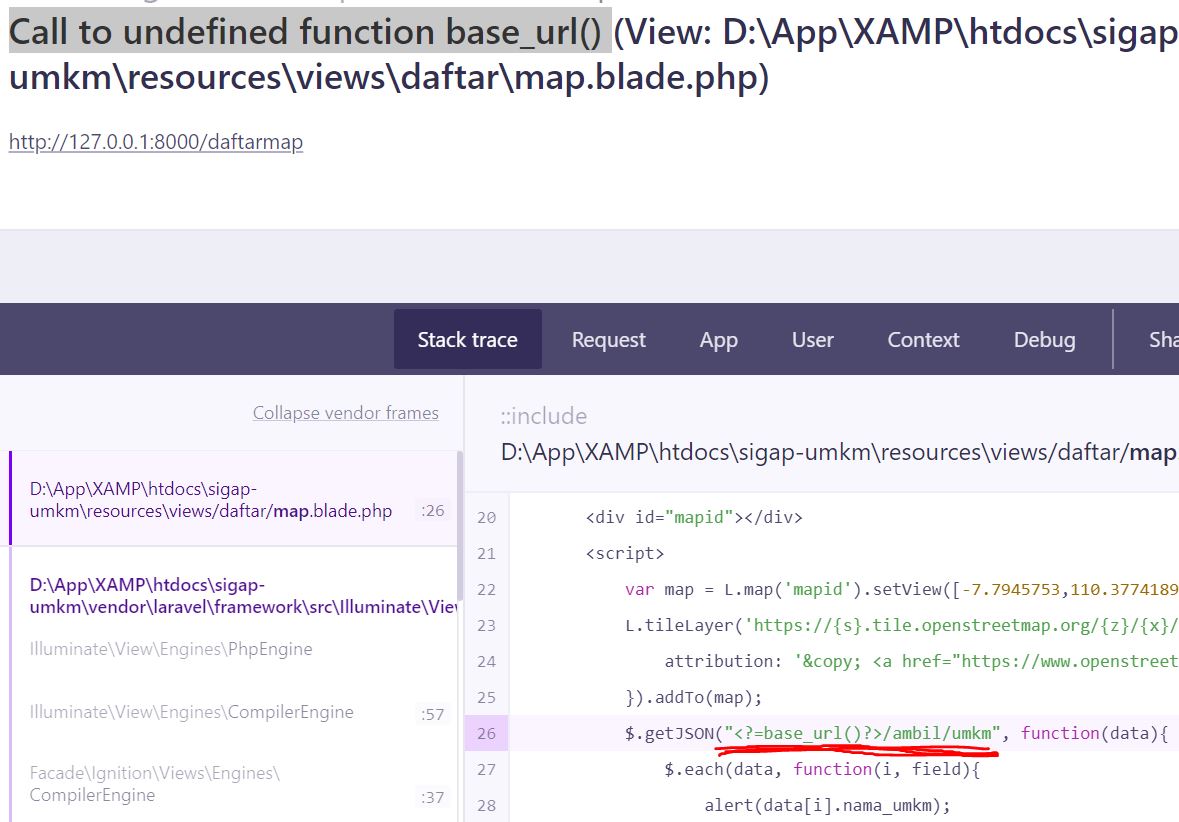 Call to undefined function base_url() (View: D:\App\XAMP\htdocs\sigap
umkm\resources\views\daftar\map.blade.php)
http://127.0.0.1:8000/daftarmap
Stack trace
Request
App
User
Context
Debug
Sha
Collapse vendor frames
D:\App\XAMP\htdocs\sigap-
umkm\resources\views/daftar/map.blade.php
:26
D:\App\XAMP\htdocs\sigap-
umkm\vendor\laravel\framework\src\Illuminate\Viev
Illuminate\View\Engines\PhpEngine
Illuminate\View\Engines\CompilerEngine
:57
Facade\Ignition\Views\Engines\
CompilerEngine
:37
::include
D:\App\XAMP\htdocs\sigap-umkm\resources\views/daftar/map
20 <div id="mapid"></div>
21 <script>
22 var map = L.map('mapid').setView([-7.7945753,110.3774189
23 L.tileLayer('https://{s}.tile.openstreetmap.org/{z}/{x}/
24 attribution: '&copy; <a href="https://www.openstreet
25 }).addTo(map);
26 $.getJSON("<?=base_url()?>/ambil/umkm", function(data){
27 $.each(data, function(i, field){
28 alert(data[i].nama_umkm);